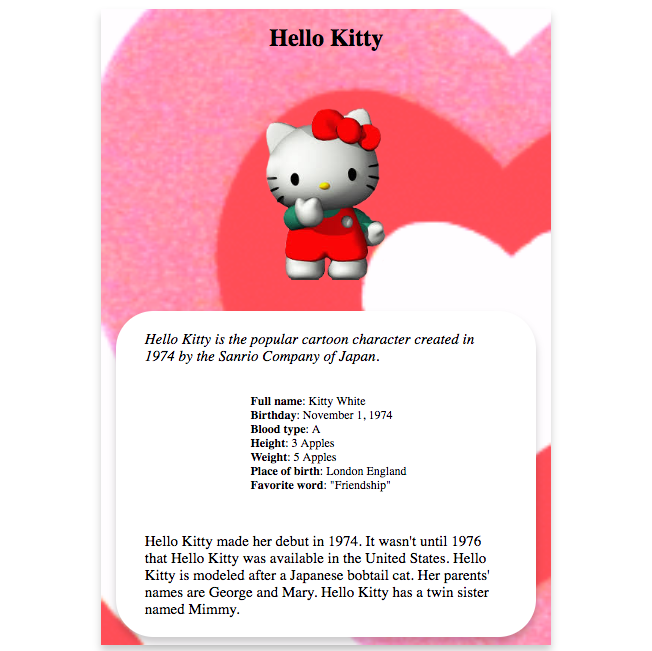 Hello Kitty
Hello Kitty is the popular cartoon character created in
1974 by the Sanrio Company of Japan.
Full name: Kitty White
Birthday: November 1, 1974
Blood type: A
Height: 3 Apples
Weight: 5 Apples
Place of birth: London England
Favorite word: "Friendship"
Hello Kitty made her debut in 1974. It wasn't until 1976
that Hello Kitty was available in the United States. Hello
Kitty is modeled after a Japanese bobtail cat. Her parents'
names are George and Mary. Hello Kitty has a twin sister
named Mimmy.